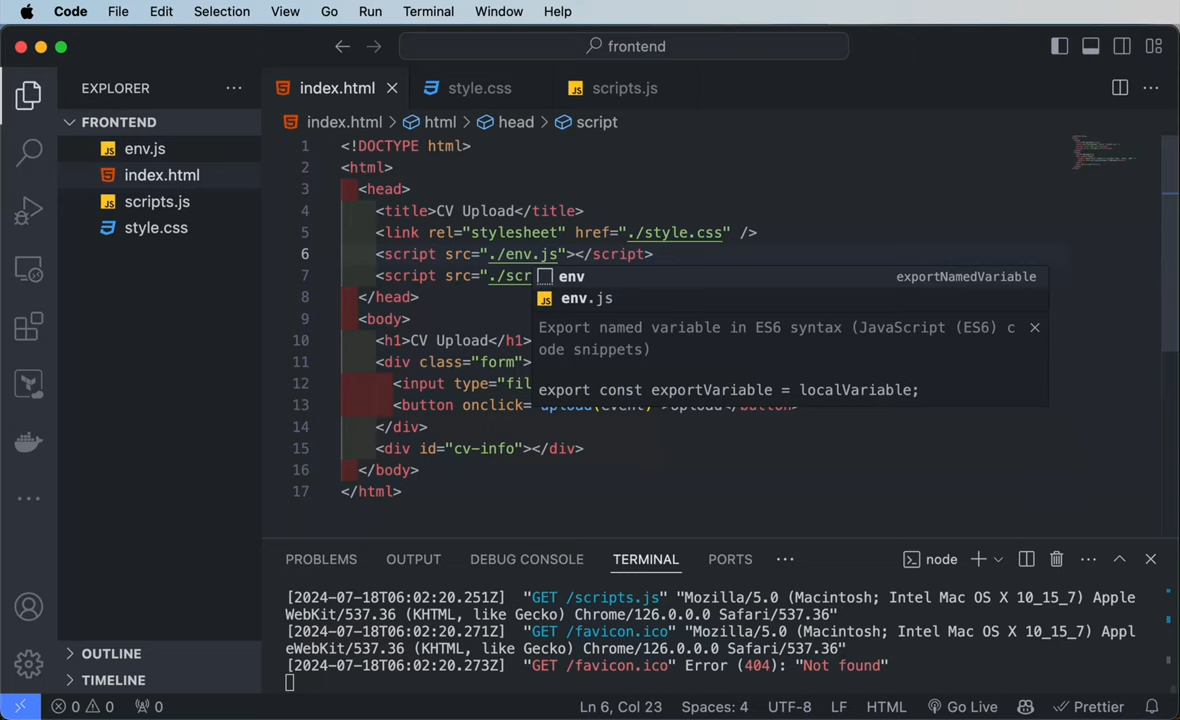 Code File Edit Selection View Go Run Terminal Window Help
frontend
EXPLORER
FRONTEND
env.js
index.html
scripts.js
style.css
OUTLINE
TIMELINE
index.html style.css scripts.js
index.html > html > head > script
1 <!DOCTYPE html>
2 <html>
3 <head>
4 <title>CV Upload</title>
5 <link rel="stylesheet" href="./style.css" />
6 <script src="./env.js"></script>
7 <script src="./scr
8 </head>
9 <body>
10 <h1>CV Upload</h1>
11 <div class="form">
12 <input type="fil
13 <button onclick="upload(event)">Upload</button>
14 </div>
15 <div id="cv-info"></div>
16 </body>
17 </html>
env exportNamedVariable
env.js
Export named variable in ES6 syntax (JavaScript (ES6) c
ode snippets)
export const exportVariable = localVariable;
PROBLEMS OUTPUT DEBUG CONSOLE TERMINAL PORTS node
[2024-07-18T06:02:20.251Z] "GET /scripts.js" "Mozilla/5.0 (Macintosh; Intel Mac OS X 10_15_7) Apple
WebKit/537.36 (KHTML, like Gecko) Chrome/126.0.0.0 Safari/537.36"
[2024-07-18T06:02:20.271Z] "GET /favicon.ico" "Mozilla/5.0 (Macintosh; Intel Mac OS X 10_15_7) Appl
eWebKit/537.36 (KHTML, like Gecko) Chrome/126.0.0.0 Safari/537.36"
[2024-07-18T06:02:20.273Z] "GET /favicon.ico" Error (404): "Not found"
0 0 0 Ln 6, Col 23 Spaces: 4 UTF-8 LF HTML Go Live Prettier